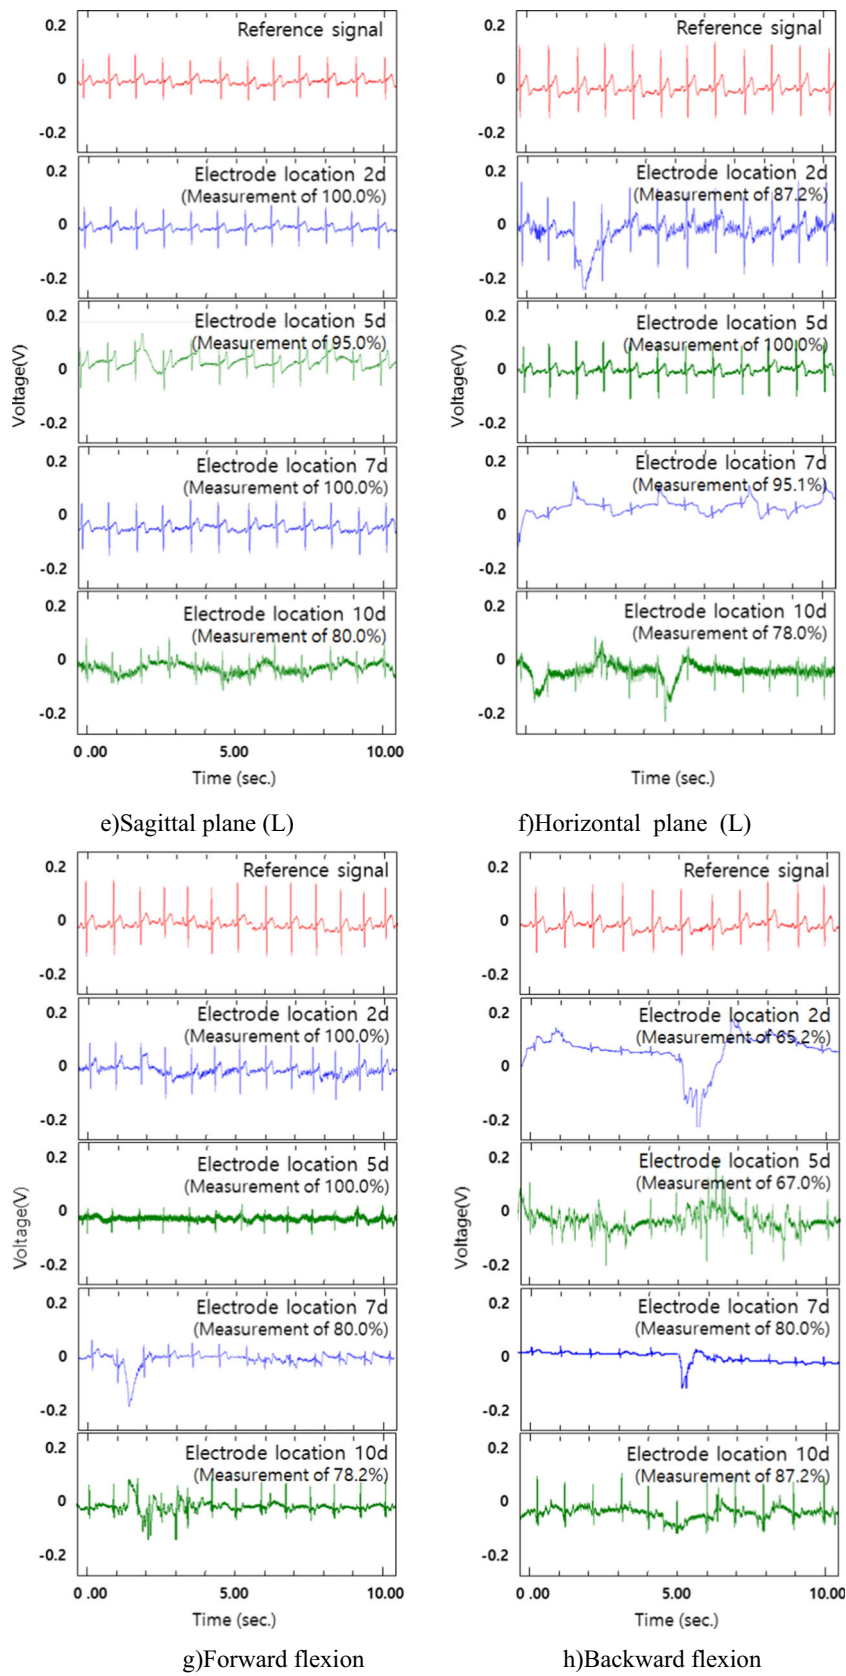 0.2
Reference signal
0
-0.2
0.2
Electrode location 2d
(Measurement of 100.0%)
0
-0.2
0.2
Electrode location 5d
(Measurement of 95.0%)
0
-0.2
0.2
Electrode location 7d
(Measurement of 100.0%)
0
-0.2
0.2
Electrode location 10d
(Measurement of 80.0%)
0
-0.2
Voltage(V)
0 .00 5.00 10.00
Time (sec.)
e)Sagittal plane (L)
0.2
Reference signal
0
-0.2
0.2
Electrode location 2d
(Measurement of 87.2%)
0
-0.2
0.2
Electrode location 5d
(Measurement of 100.0%)
0
-0.2
0.2
Electrode location 7d
(Measurement of 95.1%)
0
-0.2
0.2
Electrode location 10d
(Measurement of 78.0%)
0
-0.2
Voltage(V)
Time (sec.)
f)Horizontal plane (L)
0.2
Reference signal
0
-0.2
0.2
Electrode location 2d
(Measurement of 100.0%)
0
-0.2
0.2
Electrode location 5d
(Measurement of 100.0%)
0
-0.2
0.2
Electrode location 7d
(Measurement of 80.0%)
0
-0.2
0.2
Electrode location 10d
(Measurement of 78.2%)
0
-0.2
Voltage(V)
0 .00 5.00 10.00
Time (sec.)
g)Forward flexion
0.2
Reference signal
0
-0.2
0.2
Electrode location 2d
(Measurement of 65.2%)
0
-0.2
0.2
Electrode location 5d
(Measurement of 67.0%)
0
-0.2
0.2
Electrode location 7d
(Measurement of 80.0%)
0
-0.2
0.2
Electrode location 10d
(Measurement of 87.2%)
0
-0.2
Voltage(V)
0 .00 5.00 10.00
Time (sec.)
h)Backward flexion